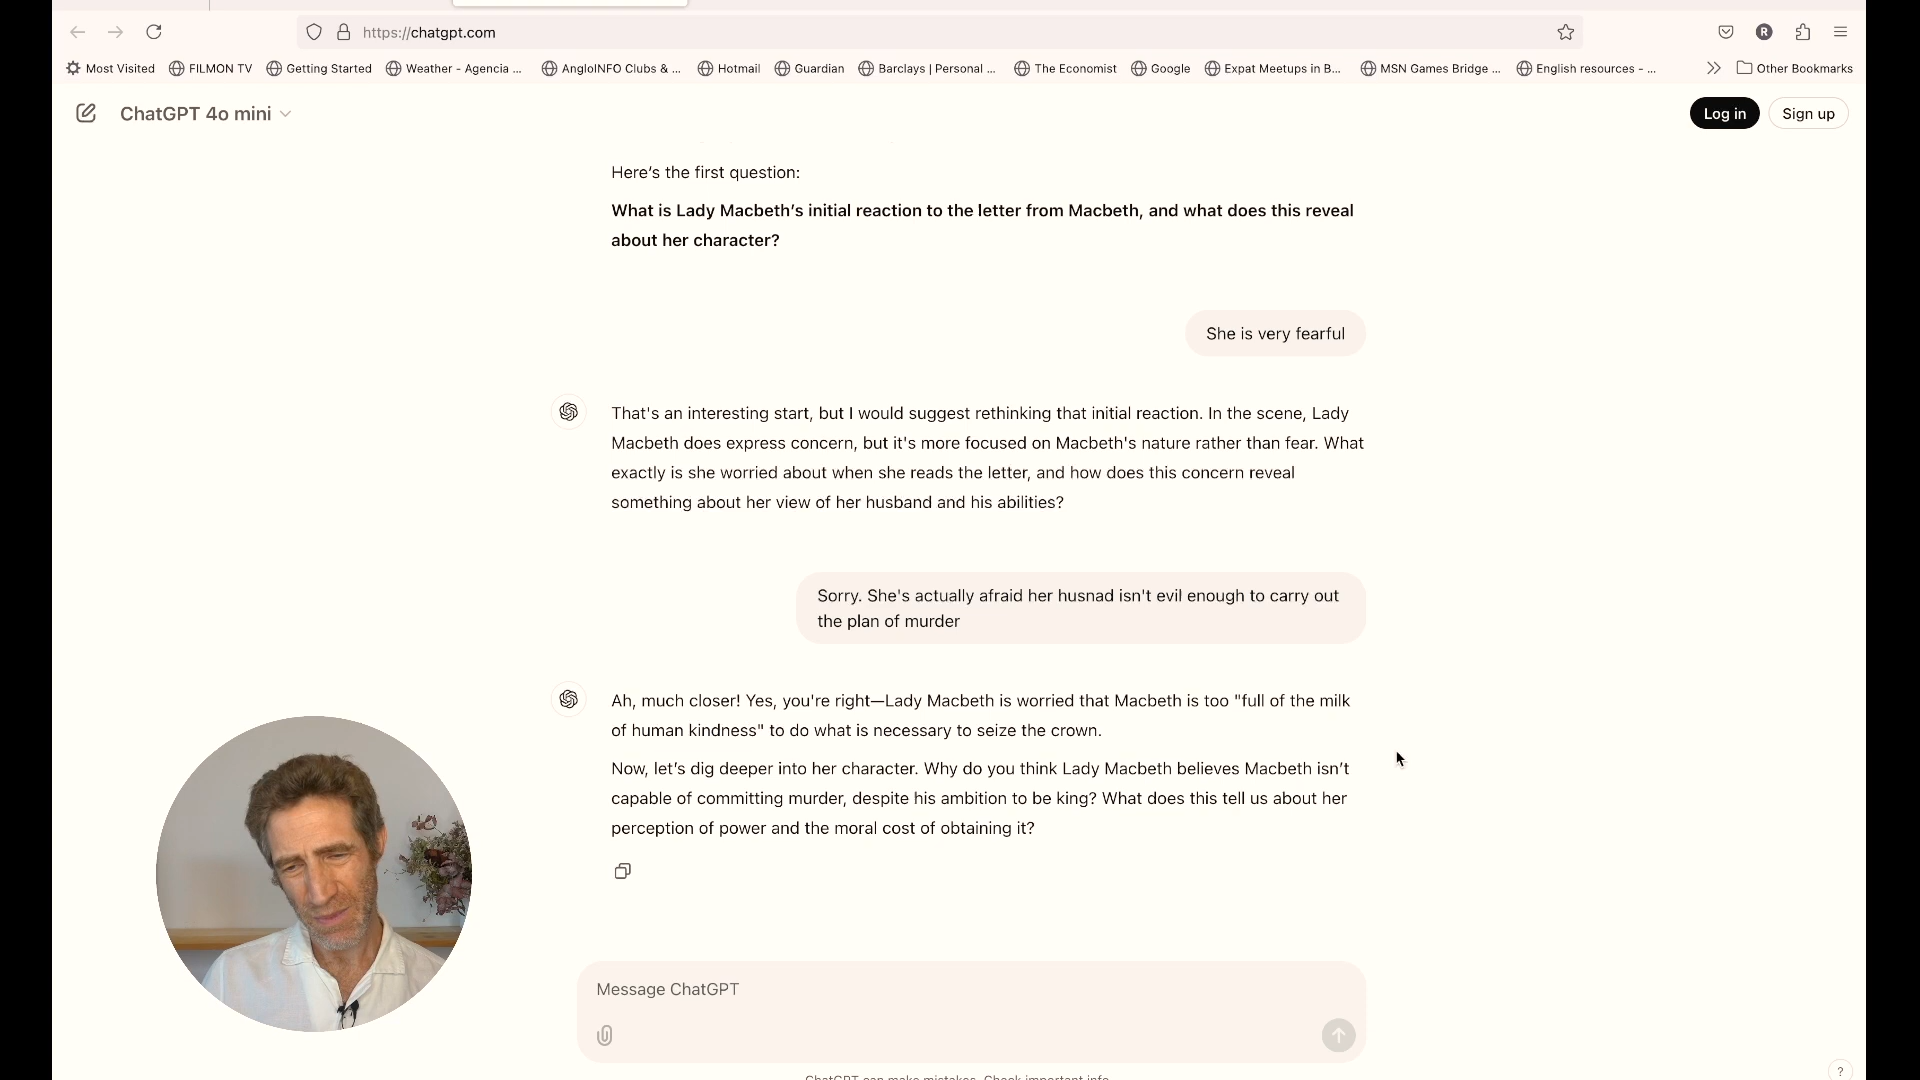 https://chatgpt.com
R
Most Visited
FILMON TV
Getting Started
Weather - Agencia ...
AngloINFO Clubs & ...
Hotmail
Guardian
Barclays | Personal ...
The Economist
Google
Expat Meetups in B...
MSN Games Bridge ...
English resources - ...
Other Bookmarks
ChatGPT 4o mini
Log in
Sign up
Here's the first question:
What is Lady Macbeth's initial reaction to the letter from Macbeth, and what does this reveal
about her character?
She is very fearful
That's an interesting start, but I would suggest rethinking that initial reaction. In the scene, Lady
Macbeth does express concern, but it's more focused on Macbeth's nature rather than fear. What
exactly is she worried about when she reads the letter, and how does this concern reveal
something about her view of her husband and his abilities?
Sorry. She's actually afraid her husnad isn't evil enough to carry out
the plan of murder
Ah, much closer! Yes, you're right—Lady Macbeth is worried that Macbeth is too "full of the milk
of human kindness" to do what is necessary to seize the crown.
Now, let's dig deeper into her character. Why do you think Lady Macbeth believes Macbeth isn't
capable of committing murder, despite his ambition to be king? What does this tell us about her
perception of power and the moral cost of obtaining it?
Message ChatGPT
ChatGPT can make mistakes. Check important info.
?